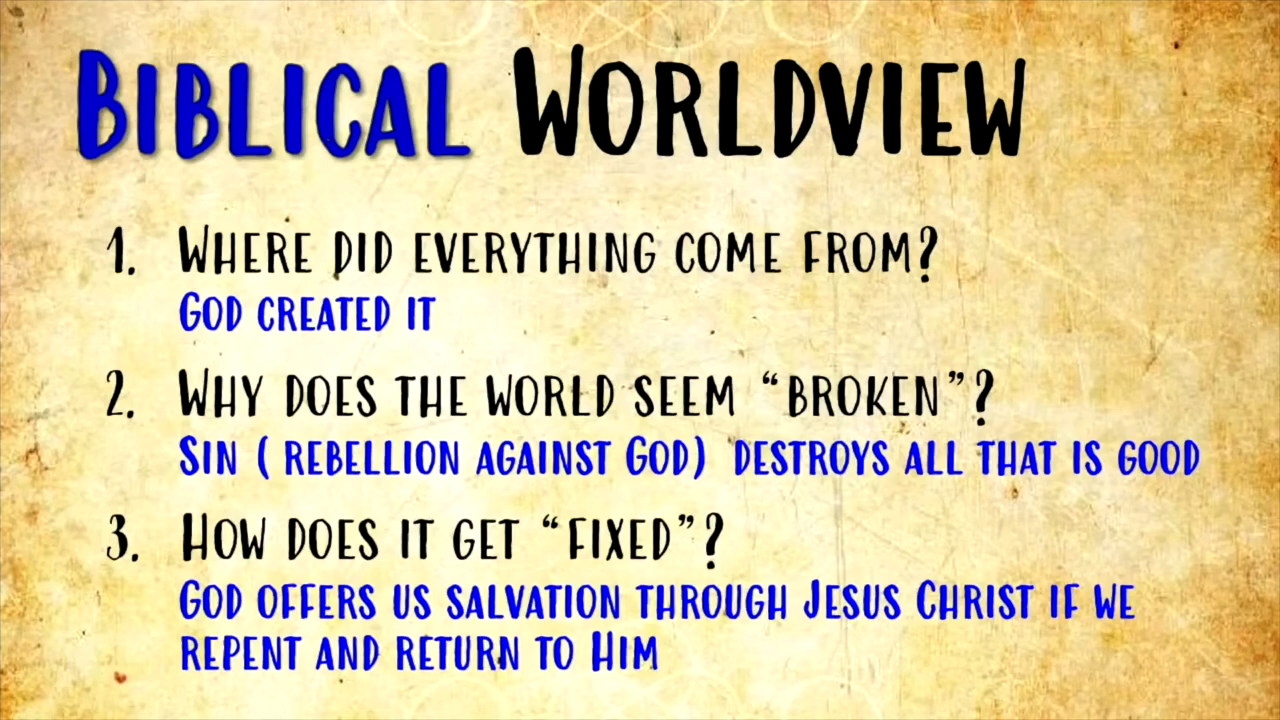 BIBLICAL WORLDVIEW
1. WHERE DID EVERYTHING COME FROM?
GOD CREATED IT
2. WHY DOES THE WORLD SEEM “BROKEN”?
SIN ( REBELLION AGAINST GOD) DESTROYS ALL THAT IS GOOD
3. HOW DOES IT GET “FIXED”?
GOD OFFERS US SALVATION THROUGH JESUS CHRIST IF WE
REPENT AND RETURN TO HIM